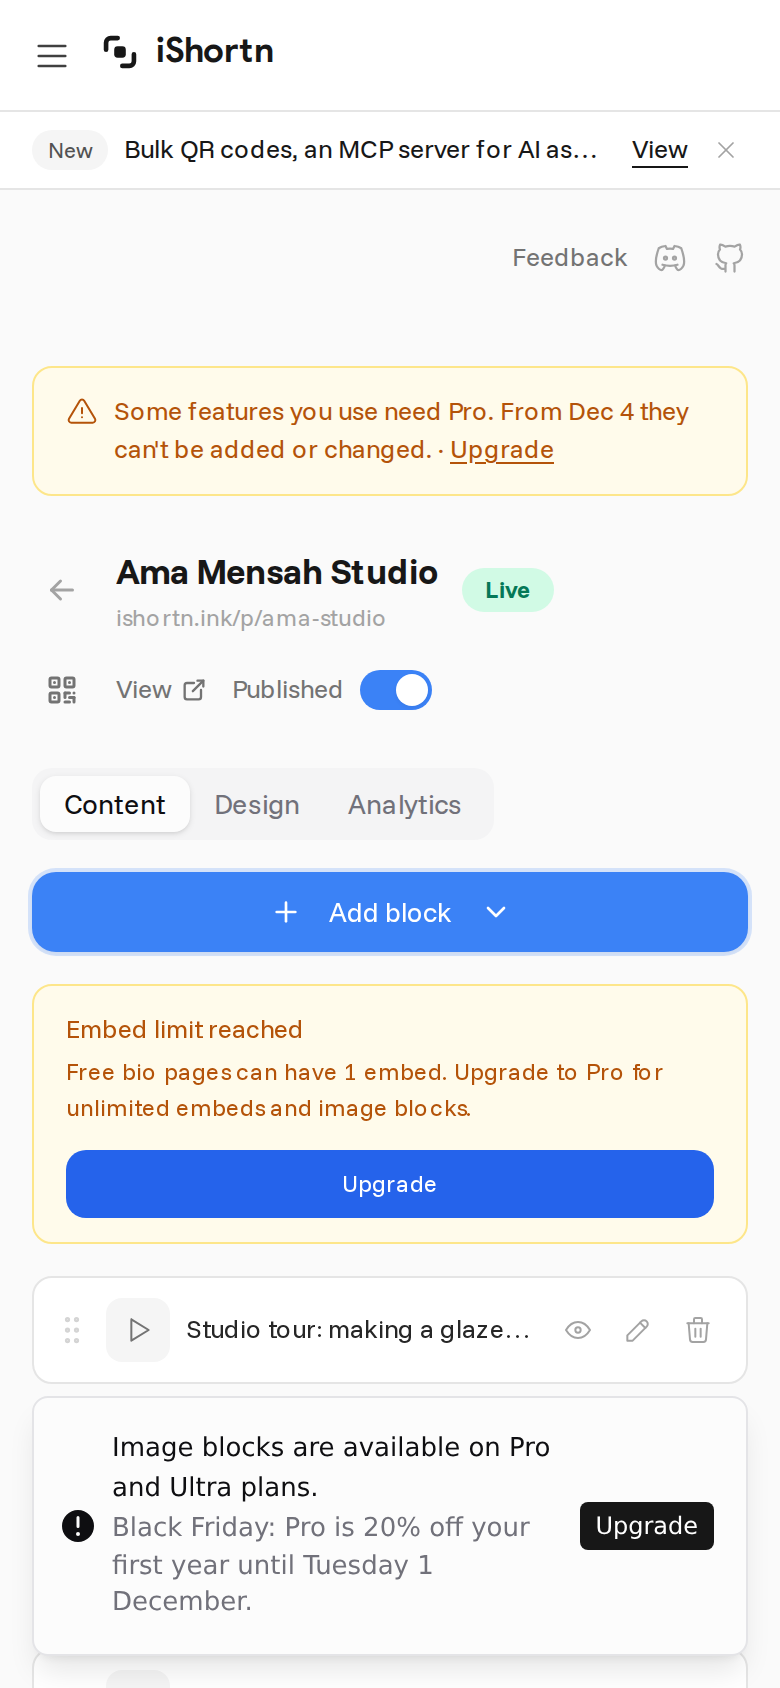 iShortn
New Bulk QR codes, an MCP server for AI as... View
Feedback
Some features you use need Pro. From Dec 4 they
can't be added or changed. · Upgrade
Ama Mensah Studio
Live
ishortn.ink/p/ama-studio
View Published
Content Design Analytics
Add block
Embed limit reached
Free bio pages can have 1 embed. Upgrade to Pro for
unlimited embeds and image blocks.
Upgrade
Studio tour: making a glaze...
Image blocks are available on Pro
and Ultra plans.
Black Friday: Pro is 20% off your
first year until Tuesday 1
December.
Upgrade